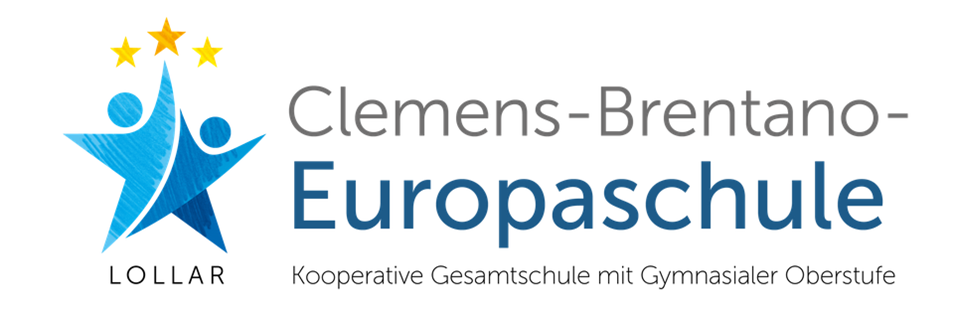 Clemens-Brentano-
Europaschule
LOLLAR
Kooperative Gesamtschule mit Gymnasialer Oberstufe